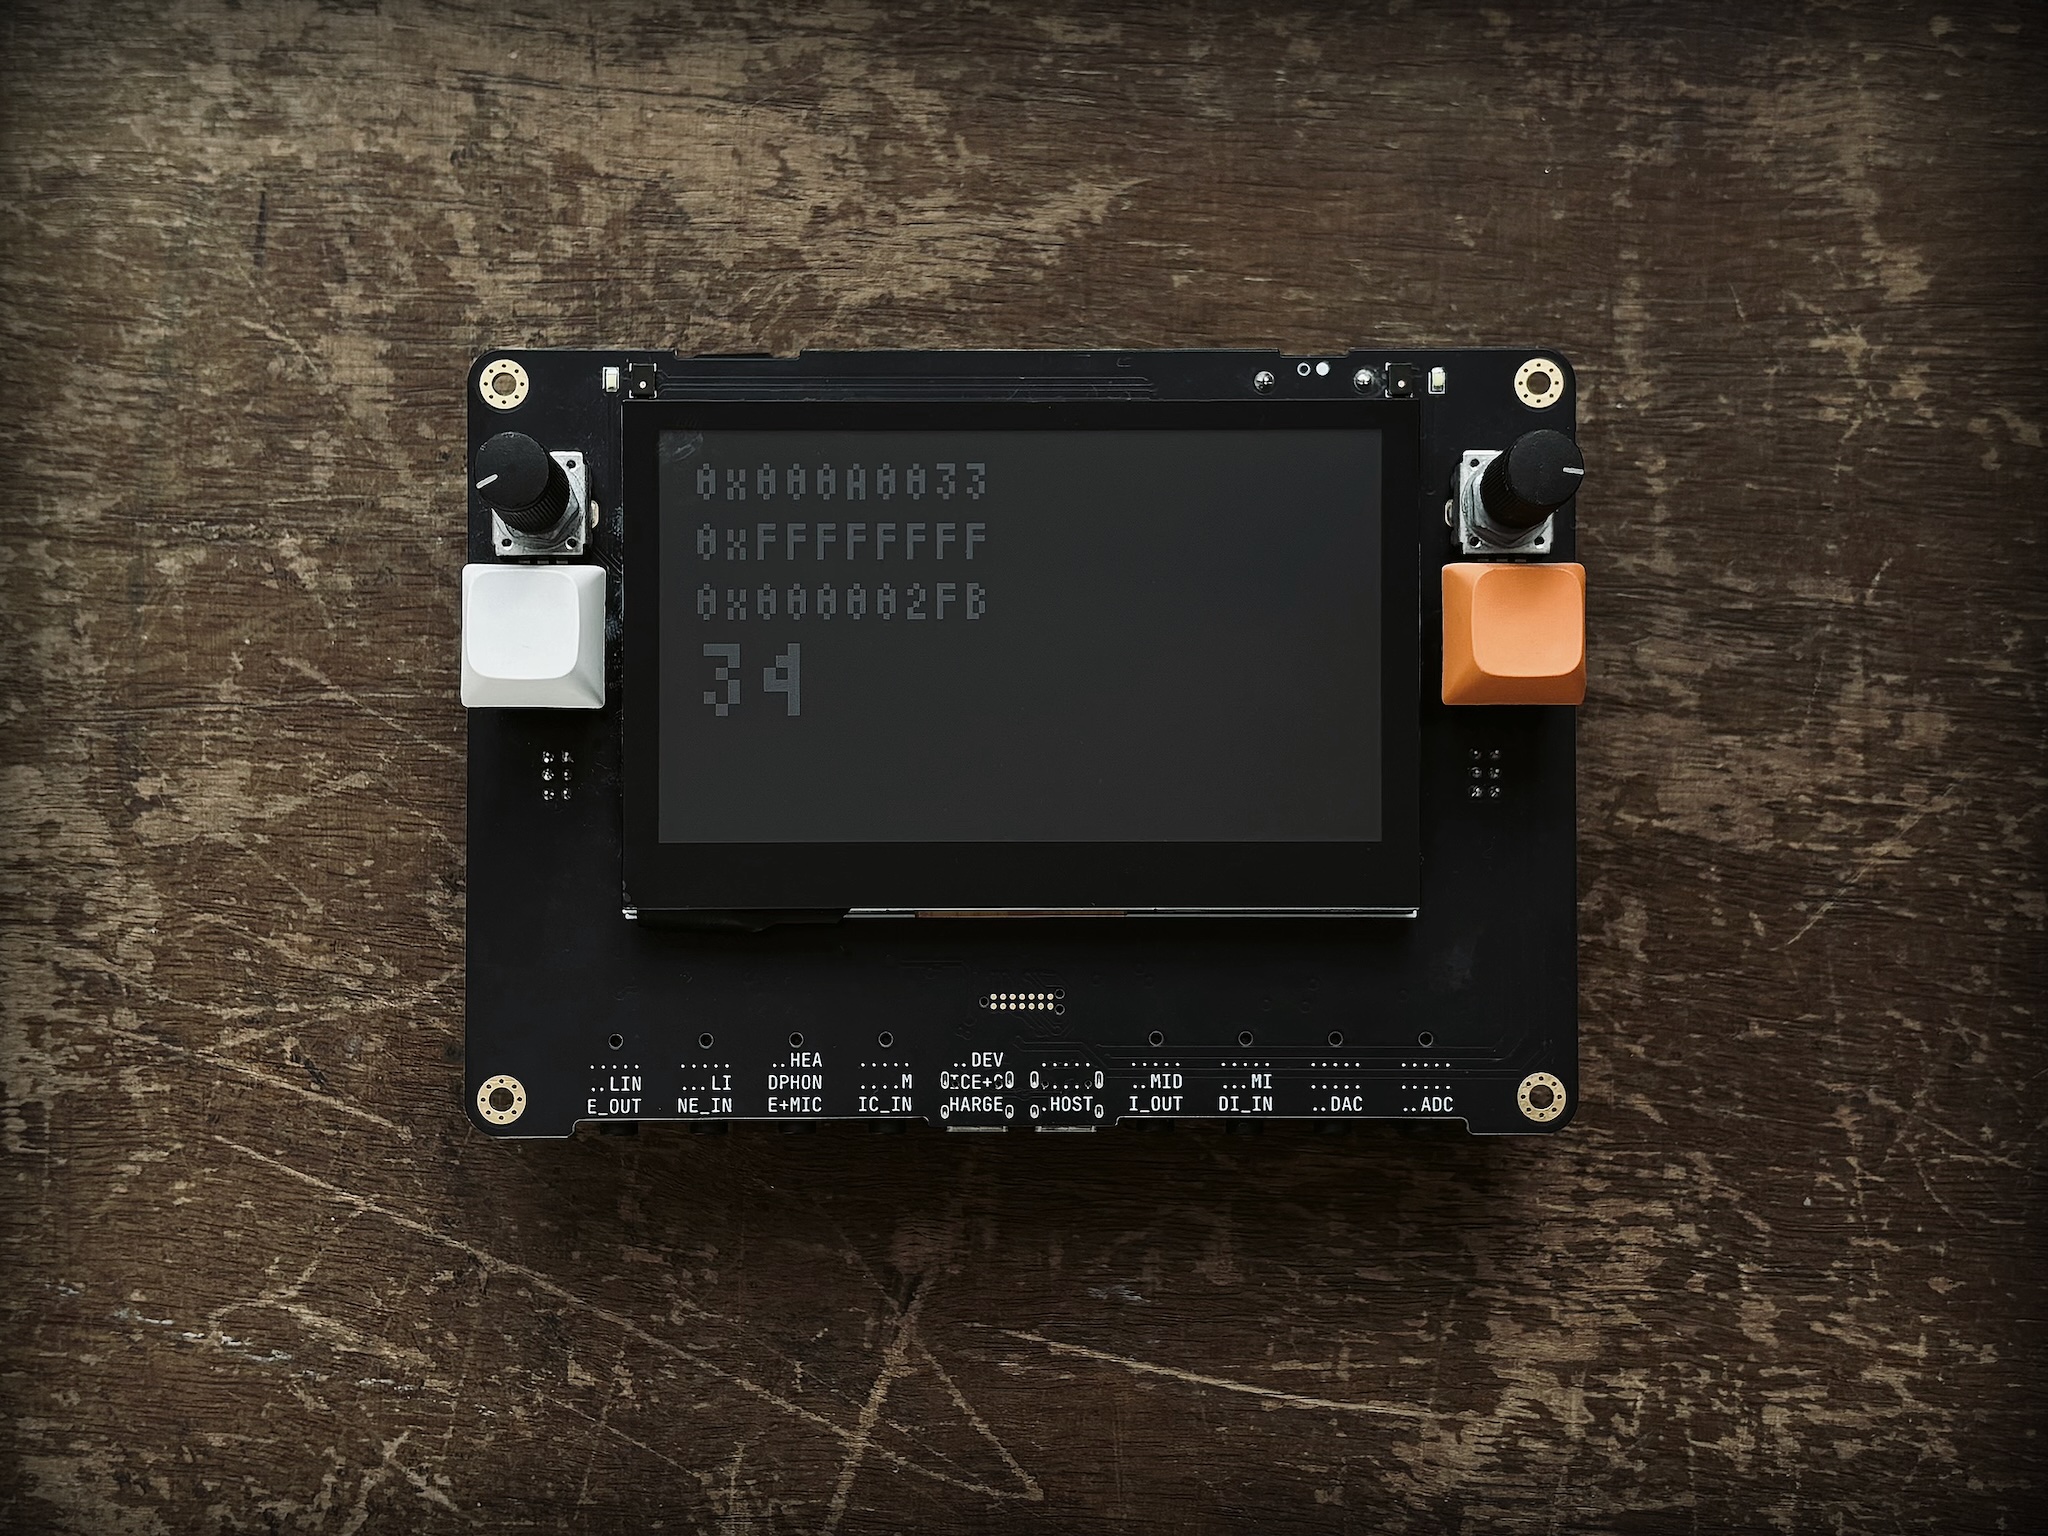 0x000A0033
0xFFFFFFFF
0x000002FB
34
.....
..LIN
E_OUT
.....
...LI
NE_IN
..HEA
DPHON
E+MIC
.....
....M
IC_IN
..DEV
ICE+C
HARGE
.....
.HOST
.....
..MID
I_OUT
.....
...MI
DI_IN
.....
.....
..DAC
.....
.....
..ADC